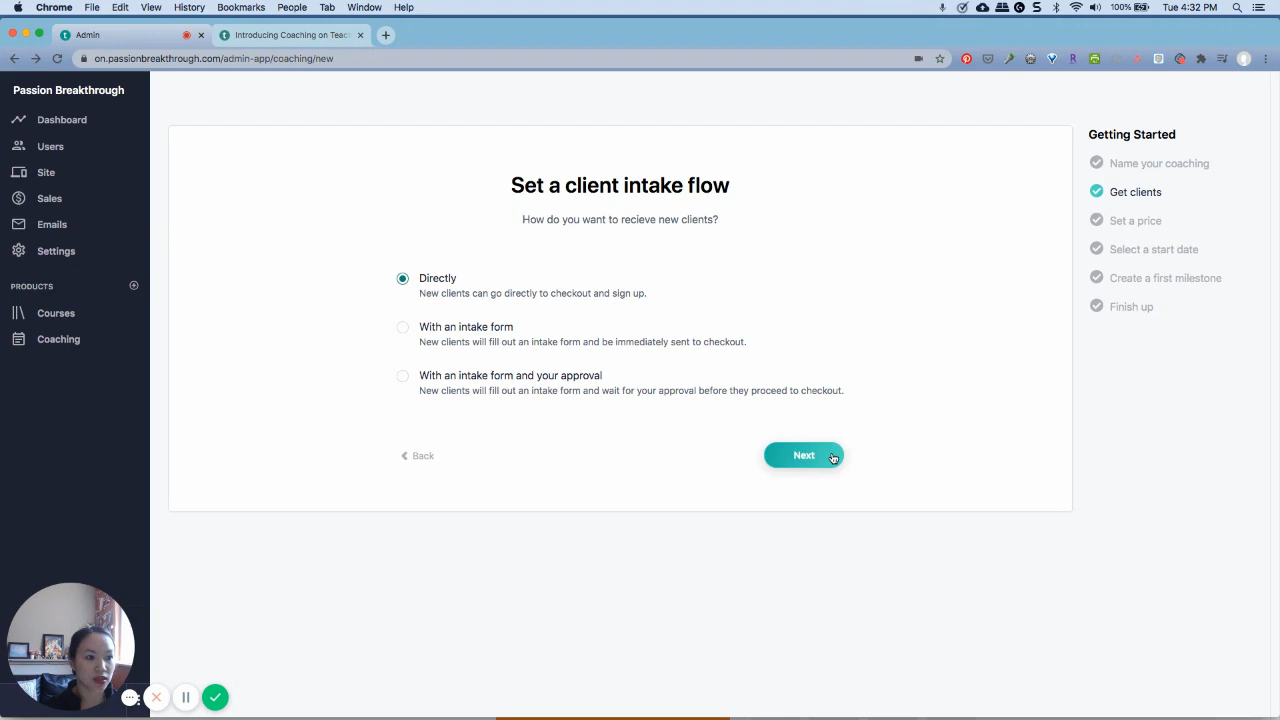 Chrome File Edit View History Bookmarks People Tab Window Help 100% Tue 4:32 PM
Admin
Introducing Coaching on Teac
on.passionbreakthrough.com/admin-app/coaching/new
Passion Breakthrough
Dashboard
Users
Site
Sales
Emails
Settings
PRODUCTS
Courses
Coaching
Set a client intake flow
How do you want to recieve new clients?
Directly
New clients can go directly to checkout and sign up.
With an intake form
New clients will fill out an intake form and be immediately sent to checkout.
With an intake form and your approval
New clients will fill out an intake form and wait for your approval before they proceed to checkout.
Back
Next
Getting Started
Name your coaching
Get clients
Set a price
Select a start date
Create a first milestone
Finish up